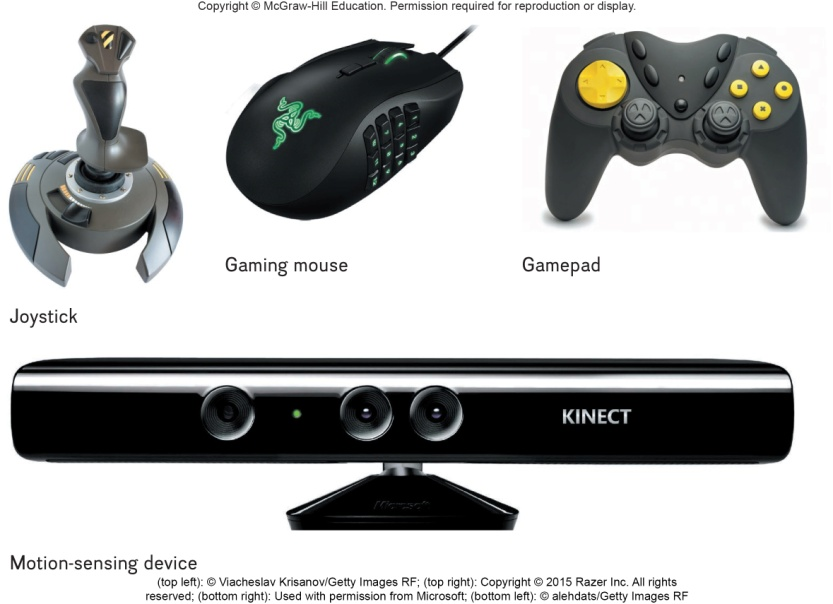 Copyright © McGraw-Hill Education. Permission required for reproduction or display.
Gaming mouse
Gamepad
Joystick
KINECT
Microsoft
Motion-sensing device
(top left): © Viacheslav Krisanov/Getty Images RF; (top right): Copyright © 2015 Razer Inc. All rights
reserved; (bottom right): Used with permission from Microsoft; (bottom left): © alehdats/Getty Images RF